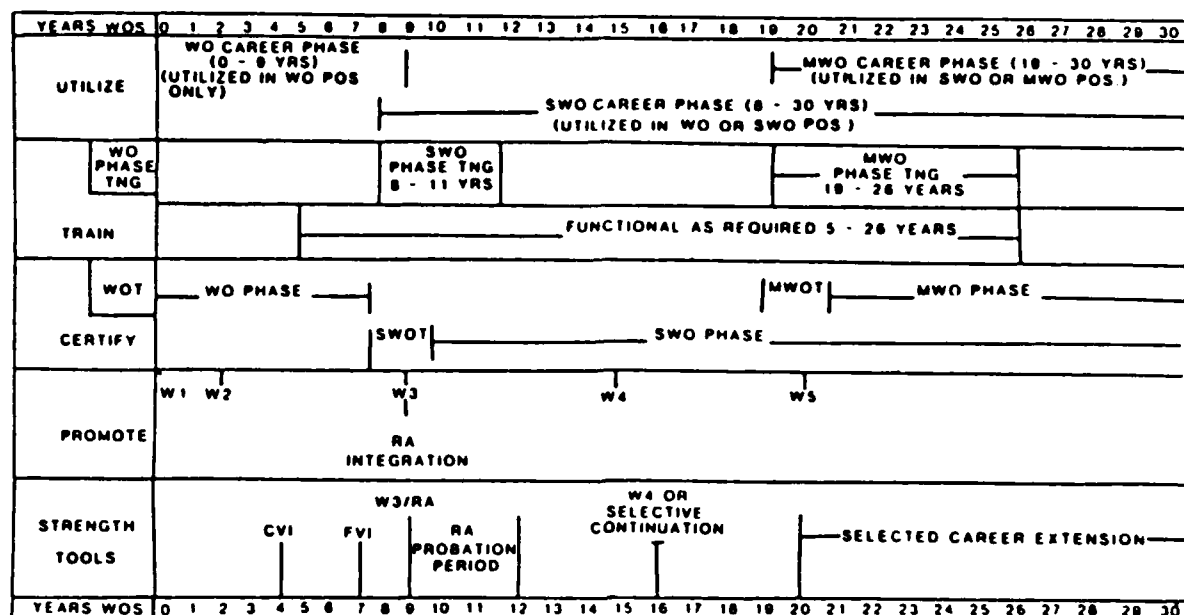 YEARS WOS 0 1 2 3 4 5 6 7 8 9 10 11 12 13 14 15 16 17 18 19 20 21 22 23 24 25 26 27 28 29 30
UTILIZE
WO CAREER PHASE
(0 - 9 YRS)
(UTILIZED IN WO POS
ONLY)
MWO CAREER PHASE (19 - 30 YRS)
(UTILIZED IN SWO OR MWO POS.)
SWO CAREER PHASE (8 - 30 YRS)
(UTILIZED IN WO OR SWO POS.)
WO
PHASE
TNG
SWO
PHASE TNG
8 - 11 YRS
MWO
PHASE TNG
19 - 26 YEARS
TRAIN
FUNCTIONAL AS REQUIRED 5 - 26 YEARS
WOT
WO PHASE
MWOT
MWO PHASE
CERTIFY
SWOT
SWO PHASE
W1 W2 W3 W4 W5
PROMOTE
RA
INTEGRATION
STRENGTH
TOOLS
CVI
FVI
W3/RA
RA
PROBATION
PERIOD
W4 OR
SELECTIVE
CONTINUATION
SELECTED CAREER EXTENSION
YEARS WOS 0 1 2 3 4 5 6 7 8 9 10 11 12 13 14 15 16 17 18 19 20 21 22 23 24 25 26 27 28 29 30